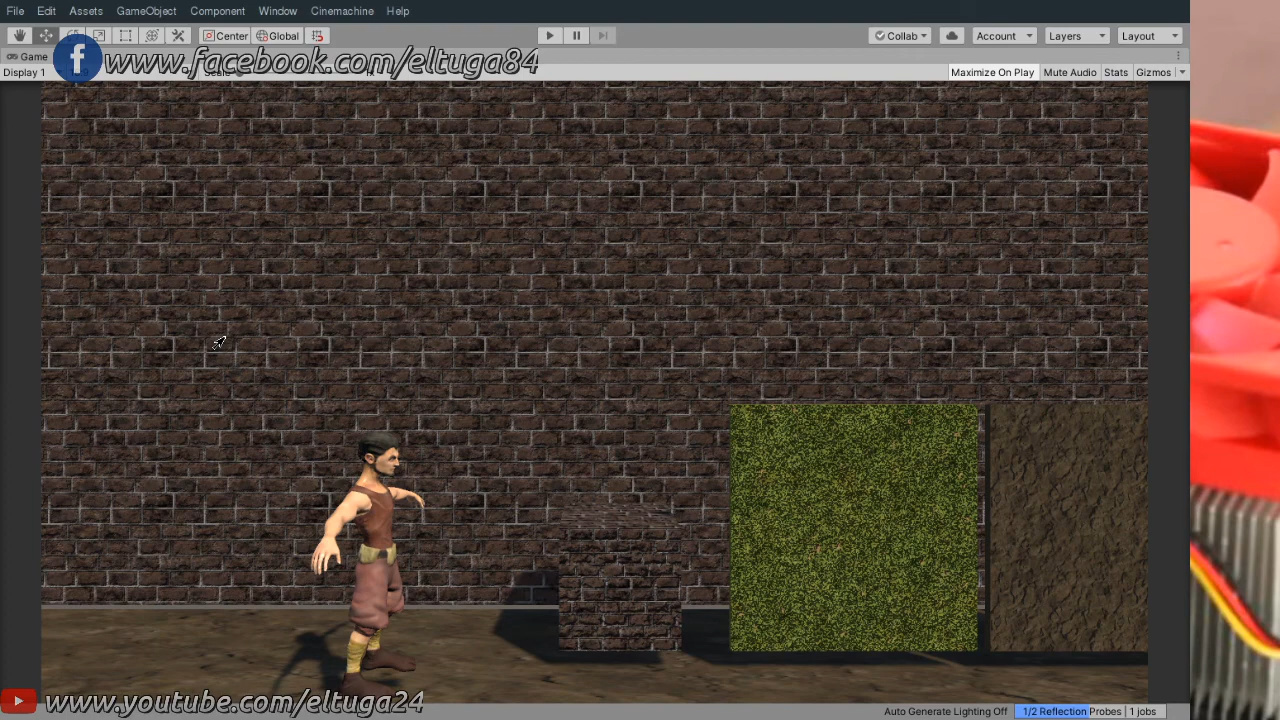 File Edit Assets GameObject Component Window Cinemachine Help
Center Global Collab Account Layers Layout
Game
www.facebook.com/eltuga84
Display 1 Maximize On Play Mute Audio Stats Gizmos
www.youtube.com/eltuga24
Auto Generate Lighting Off 1/2 Reflection Probes | 1 jobs